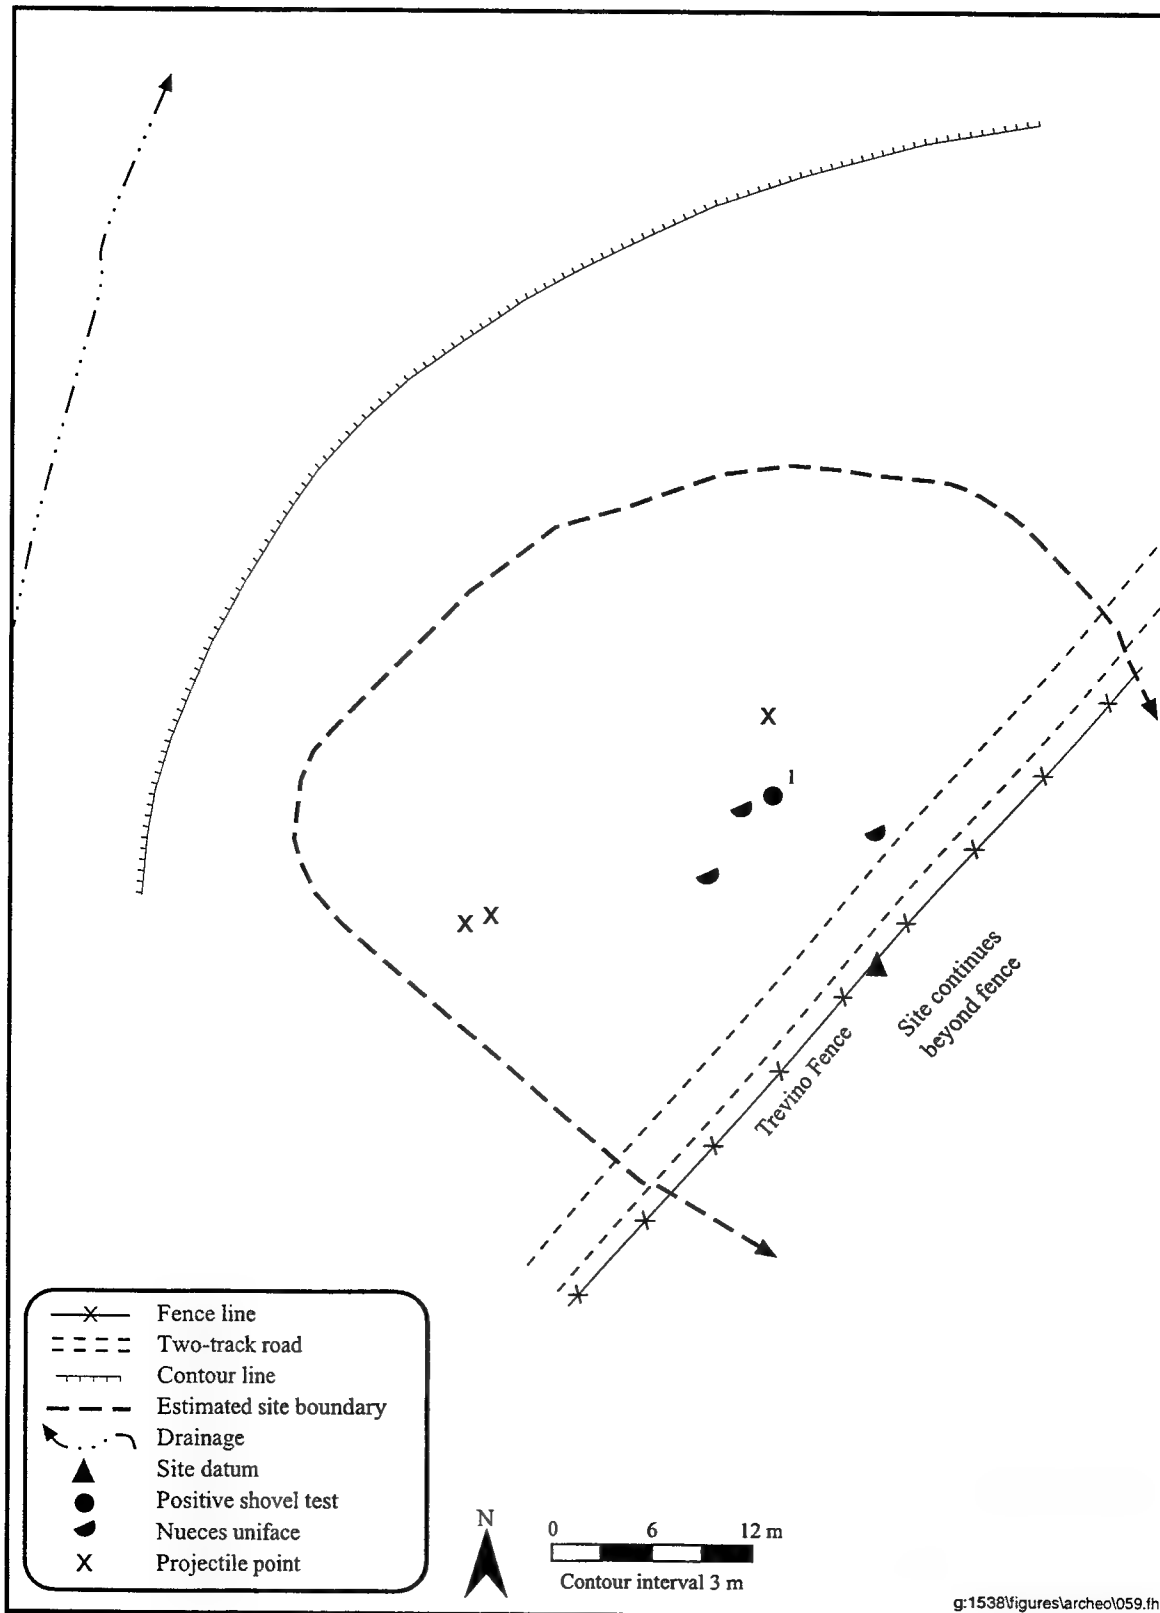 X
1
X X
Site continues
beyond fence
Trevino Fence
Fence line
Two-track road
Contour line
Estimated site boundary
Drainage
Site datum
Positive shovel test
Nueces uniface
X Projectile point
N
0 6 12 m
Contour interval 3 m
g:1538\figures\archeo\059.fh